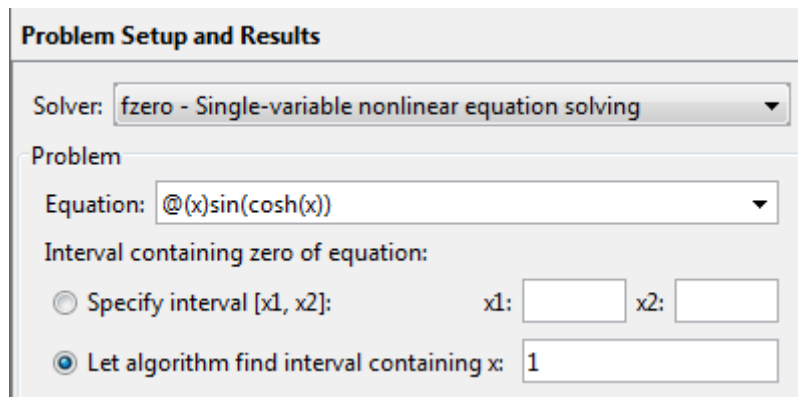 Problem Setup and Results
Solver: fzero - Single-variable nonlinear equation solving
Problem
Equation: @(x)sin(cosh(x))
Interval containing zero of equation:
Specify interval [x1, x2]: x1: x2:
Let algorithm find interval containing x: 1